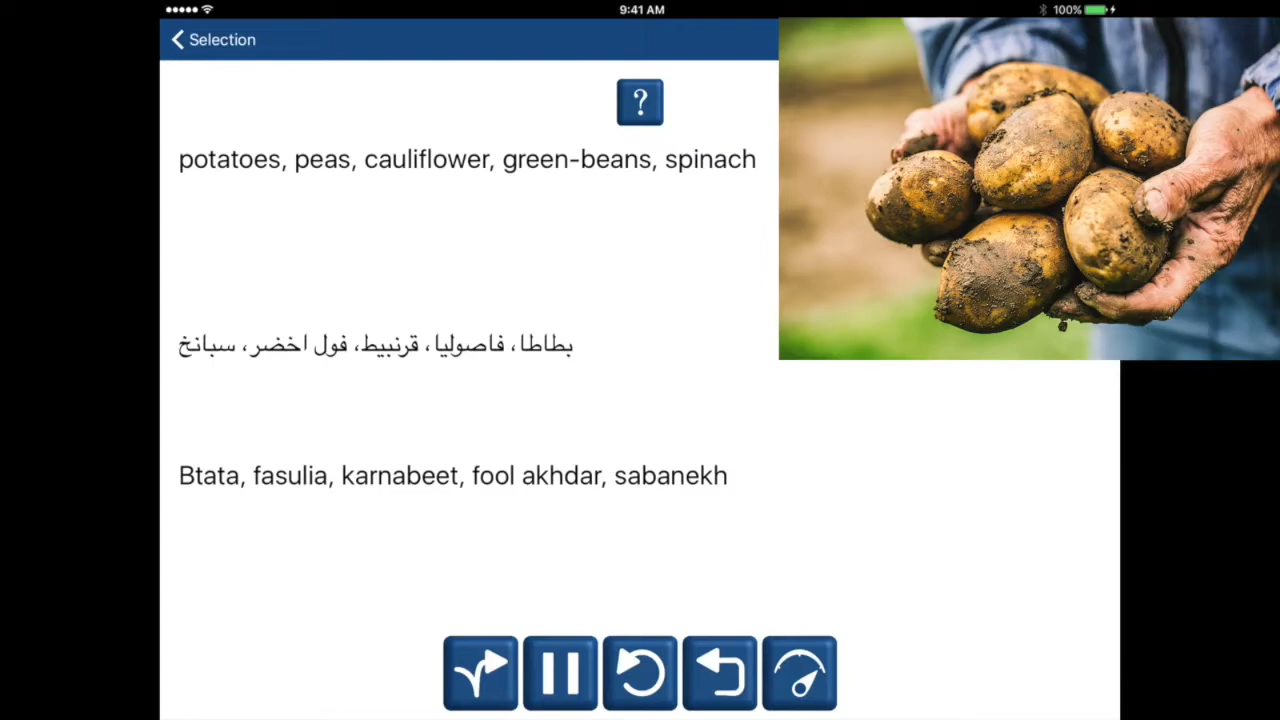 9:41 AM
100%
Selection
?
potatoes, peas, cauliflower, green-beans, spinach
بطاطا، فاصوليا، قرنبيط، فول اخضر، سبانخ
Btata, fasulia, karnabeet, fool akhdar, sabanekh